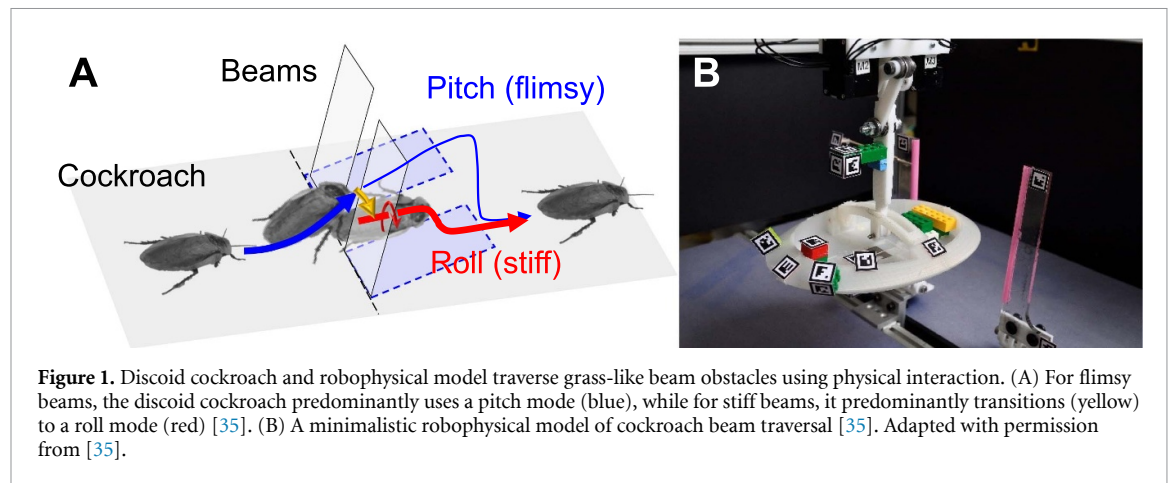 A
Beams
Pitch (flimsy)
Cockroach
Roll (stiff)
B
Figure 1. Discoid cockroach and robophysical model traverse grass-like beam obstacles using physical interaction. (A) For flimsy
beams, the discoid cockroach predominantly uses a pitch mode (blue), while for stiff beams, it predominantly transitions (yellow)
to a roll mode (red) [35]. (B) A minimalistic robophysical model of cockroach beam traversal [35]. Adapted with permission
from [35].